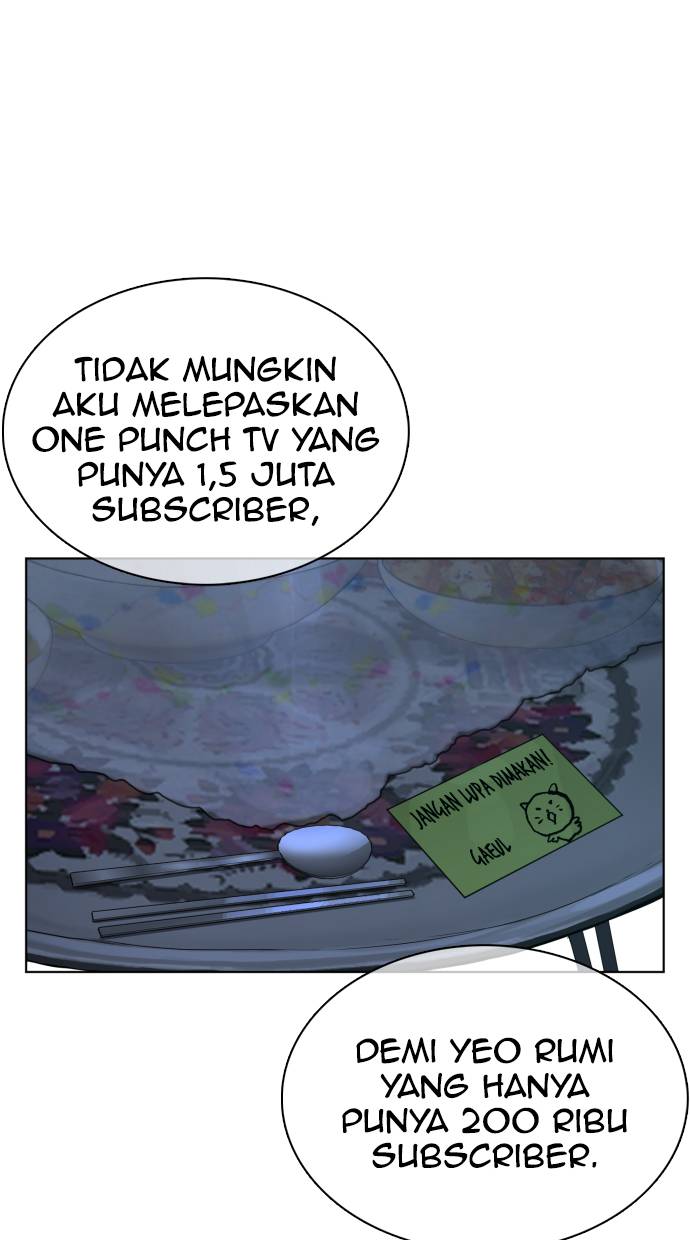 TIDAK MUNGKIN
AKU MELEPASKAN
ONE PUNCH TV YANG
PUNYA 1,5 JUTA
SUBSCRIBER,
JANGAN LUPA DIMAKAN!
GAEUL
DEMI YEO RUMI
YANG HANYA
PUNYA 200 RIBU
SUBSCRIBER.